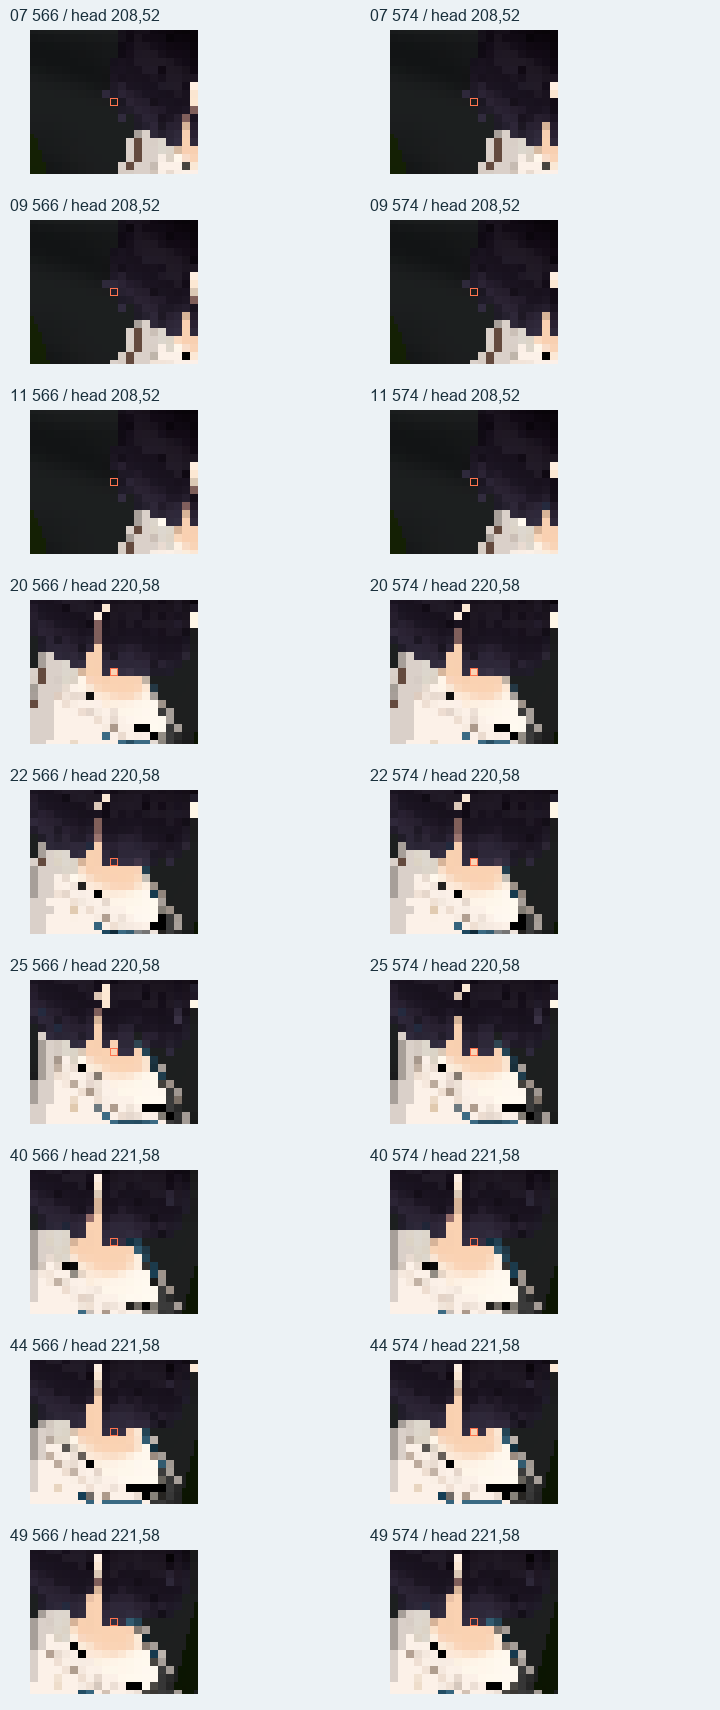 07 566 / head 208,52
07 574 / head 208,52
09 566 / head 208,52
09 574 / head 208,52
11 566 / head 208,52
11 574 / head 208,52
20 566 / head 220,58
20 574 / head 220,58
22 566 / head 220,58
22 574 / head 220,58
25 566 / head 220,58
25 574 / head 220,58
40 566 / head 221,58
40 574 / head 221,58
44 566 / head 221,58
44 574 / head 221,58
49 566 / head 221,58
49 574 / head 221,58